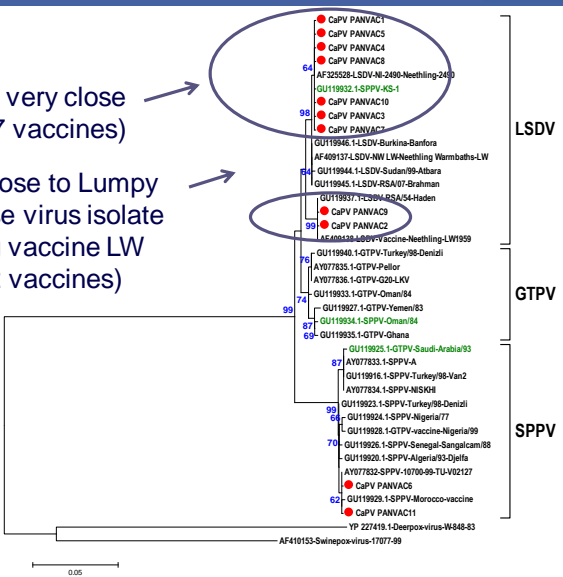 very close
7 vaccines)
ose to Lumpy
se virus isolate
vaccine LW
vaccines)
CaPV PANVAC1
CaPV PANVAC5
CaPV PANVAC4
CaPV PANVAC8
64
AF325528-LSDV-NI-2490-Neethling-2490
GU119932.1-SPPV-KS-1
CaPV PANVAC10
98
CaPV PANVAC3
CaPV PANVAC7
GU119946.1-LSDV-Burkina-Banfora
AF409137-LSDV-NW LW-Neethling Warmbaths-LW
64
GU119944.1-LSDV-Sudan/99-Atbara
GU119945.1-LSDV-RSA/07-Brahman
GU119937.1-LSDV-RSA/54-Haden
CaPV PANVAC9
99
CaPV PANVAC2
AF409138-LSDV-Vaccine-Neethling-LW1959
LSDV
GU119940.1-GTPV-Turkey/98-Denizli
76
AY077835.1-GTPV-Pellor
AY077836.1-GTPV-G20-LKV
74
GU119933.1-GTPV-Oman/84
99
GU119927.1-GTPV-Yemen/83
87
GU119934.1-SPPV-Oman/84
69
GU119935.1-GTPV-Ghana
GTPV
GU119925.1-GTPV-Saudi-Arabia/93
87
AY077833.1-SPPV-A
GU119916.1-SPPV-Turkey/98-Van2
AY077834.1-SPPV-NISKHI
GU119923.1-SPPV-Turkey/98-Denizli
99
66
GU119924.1-SPPV-Nigeria/77
GU119928.1-GTPV-vaccine-Nigeria/99
70
GU119926.1-SPPV-Senegal-Sangalcam/88
GU119920.1-SPPV-Algeria/93-Djelfa
AY077832-SPPV-10700-99-TU-V02127
CaPV PANVAC6
62
GU119929.1-SPPV-Morocco-vaccine
CaPV PANVAC11
SPPV
YP 227419.1-Deerpox-virus-W-848-83
AF410153-Swinepox-virus-17077-99
0.05